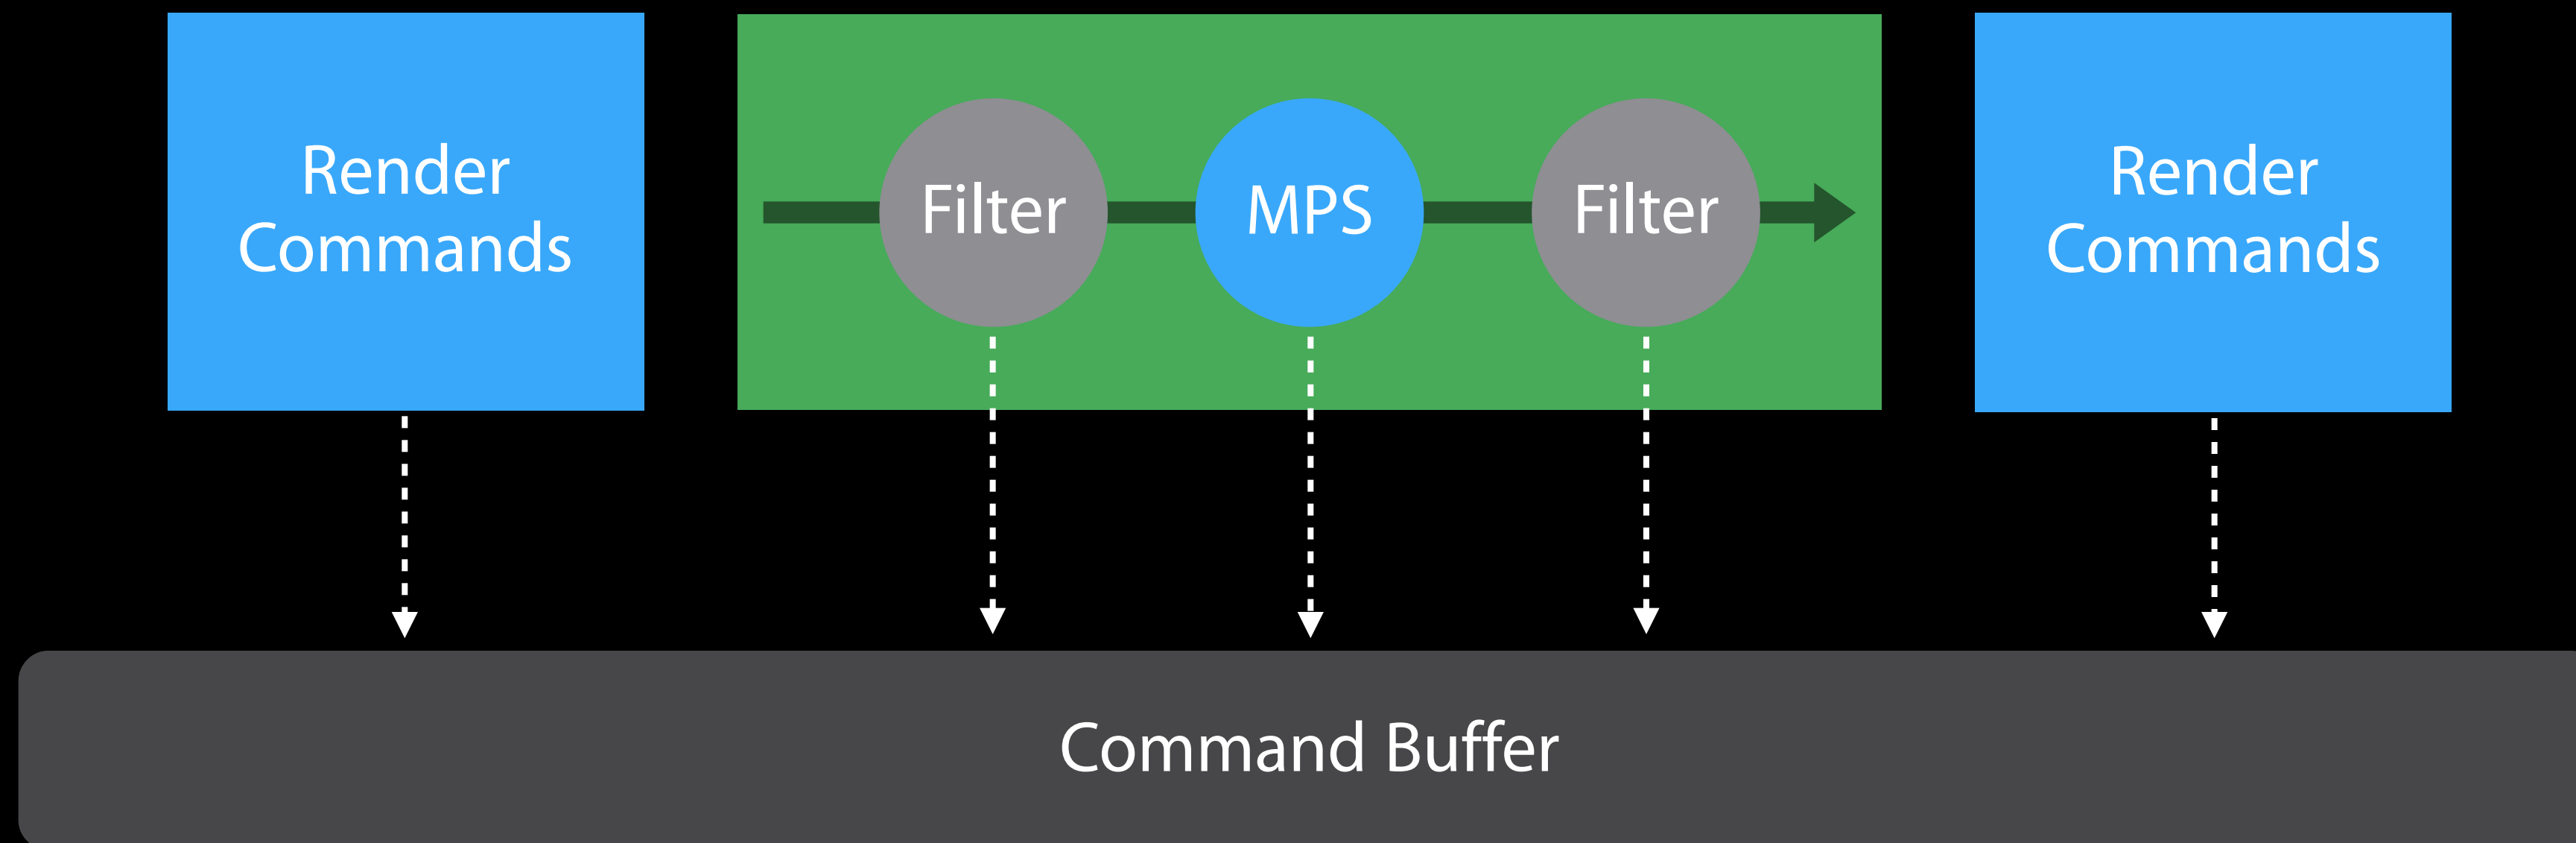 Render
Commands
Filter
MPS
Filter
Render
Commands
Command Buffer